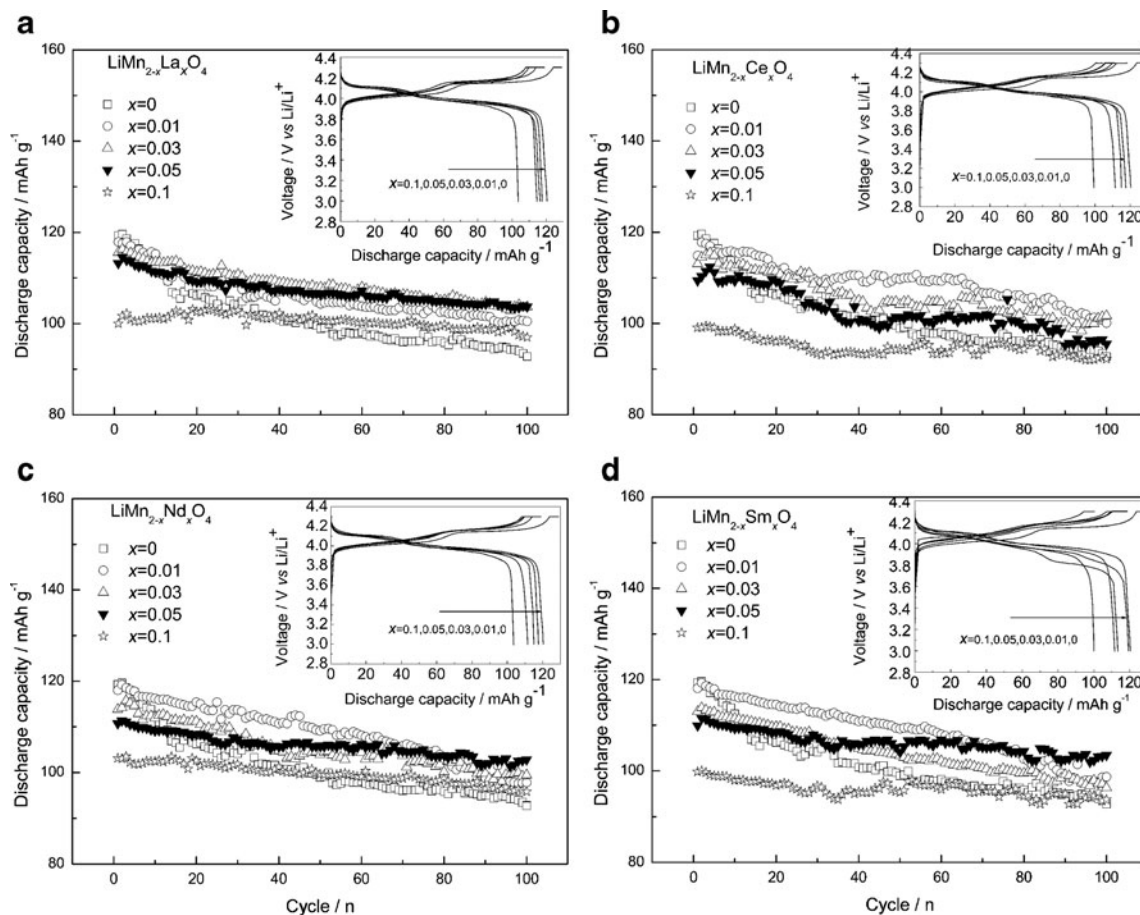 a
160
140
120
100
80
0 20 40 60 80 100
Discharge capacity / mAh g-1
LiMn2-xLaxO4
x=0
x=0.01
x=0.03
x=0.05
x=0.1
4.4
4.2
4.0
3.8
3.6
3.4
3.2
3.0
2.8
Voltage / V vs Li/Li+
x=0.1,0.05,0.03,0.01,0
0 20 40 60 80 100 120
Discharge capacity / mAh g-1
b
160
140
120
100
80
0 20 40 60 80 100
Discharge capacity / mAh g-1
LiMn2-xCexO4
x=0
x=0.01
x=0.03
x=0.05
x=0.1
4.4
4.2
4.0
3.8
3.6
3.4
3.2
3.0
2.8
Voltage / V vs Li/Li+
x=0.1,0.05,0.03,0.01,0
0 10 20 30 40 50 60 70 80 90 100 110 120
Discharge capacity / mAh g-1
c
160
140
120
100
80
0 20 40 60 80 100
Discharge capacity / mAh g-1
Cycle / n
LiMn2-xNdxO4
x=0
x=0.01
x=0.03
x=0.05
x=0.1
4.4
4.2
4.0
3.8
3.6
3.4
3.2
3.0
2.8
Voltage / V vs Li/Li+
x=0.1,0.05,0.03,0.01,0
0 20 40 60 80 100 120
Discharge capacity / mAh g-1
d
160
140
120
100
80
0 20 40 60 80 100
Discharge capacity / mAh g-1
Cycle / n
LiMn2-xSmxO4
x=0
x=0.01
x=0.03
x=0.05
x=0.1
4.4
4.2
4.0
3.8
3.6
3.4
3.2
3.0
2.8
Voltage / V vs Li/Li+
x=0.1,0.05,0.03,0.01,0
0 20 40 60 80 100 120
Discharge capacity / mAh g-1